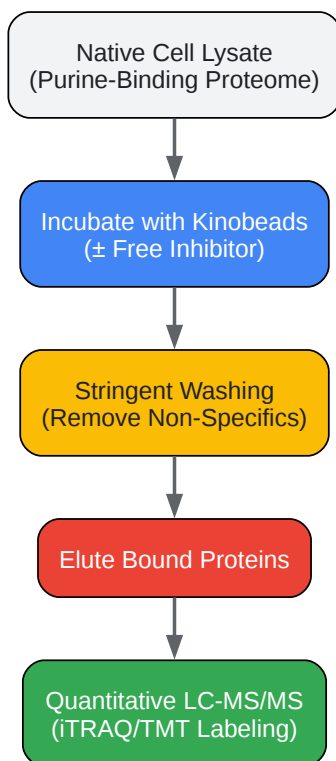 Native Cell Lysate
(Purine-Binding Proteome)
Incubate with Kinobeads
(± Free Inhibitor)
Stringent Washing
(Remove Non-Specifics)
Elute Bound Proteins
Quantitative LC-MS/MS
(iTRAQ/TMT Labeling)